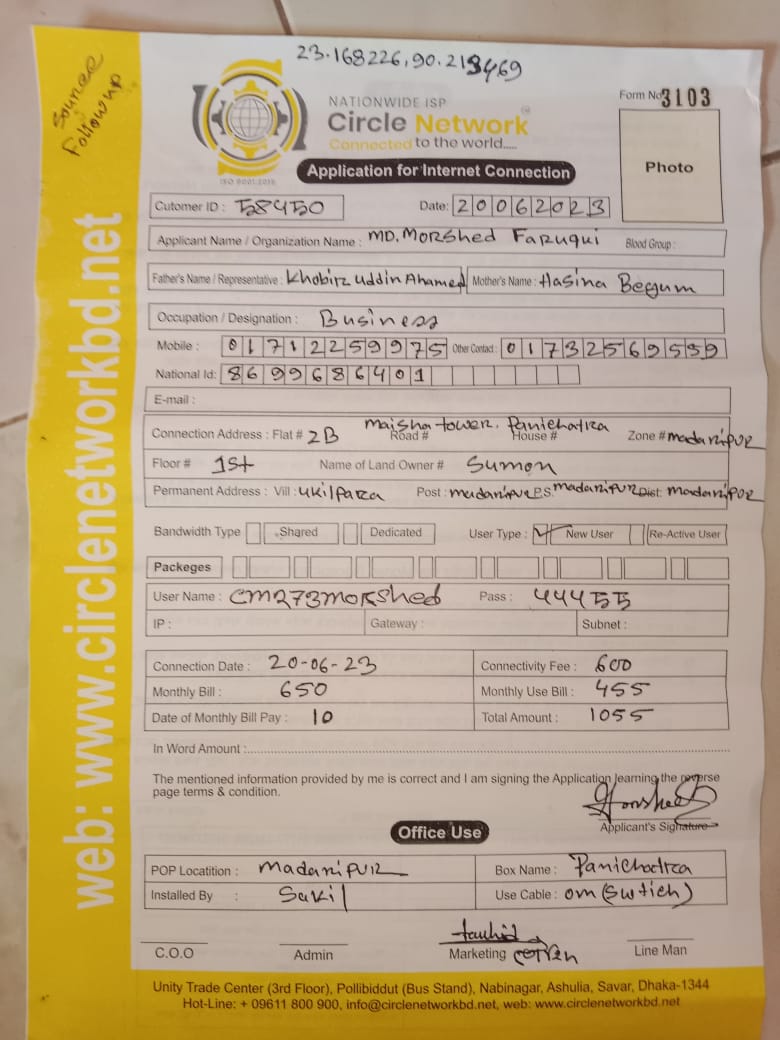 23.168226,90.213469
Source
Followup
Form No 3103
NATIONWIDE ISP
Circle Network
Connected to the world.....
ISO 9001:2015
Application for Internet Connection
Photo
Cutomer ID : 58450 Date: 20062023
Applicant Name / Organization Name : MD. Morshed Faruqui Blood Group :
Father's Name / Representative : Khobir Uddin Ahamed Mother's Name : Hasina Begum
Occupation / Designation : Business
Mobile : 01712259975 Other Contact : 01732569559
National Id: 8699686401
E-mail :
Connection Address : Flat # 2B Maisha tower. Road # Panichatra House # Zone # madaripur
Floor # 1st Name of Land Owner # Sumon
Permanent Address : Vill : Ukilpara Post : madaripur P.S. madaripur Dist: madaripur
Bandwidth Type Shared Dedicated User Type : New User Re-Active User
Packeges
User Name : cm273morshed Pass : 44455
IP : Gateway : Subnet :
Connection Date : 20-06-23 Connectivity Fee : 600
Monthly Bill : 650 Monthly Use Bill : 455
Date of Monthly Bill Pay : 10 Total Amount : 1055
In Word Amount :
The mentioned information provided by me is correct and I am signing the Application learning the reverse
page terms & condition.
Morshed
Applicant's Signature
Office Use
POP Locatition : Madaripur Box Name : Panichatra
Installed By : Sakil Use Cable : om (Swtich)
tauhid
C.O.O Admin Marketing Line Man
Unity Trade Center (3rd Floor), Pollibiddut (Bus Stand), Nabinagar, Ashulia, Savar, Dhaka-1344
Hot-Line: + 09611 800 900, info@circlenetworkbd.net, web: www.circlenetworkbd.net
web: www.circlenetworkbd.net